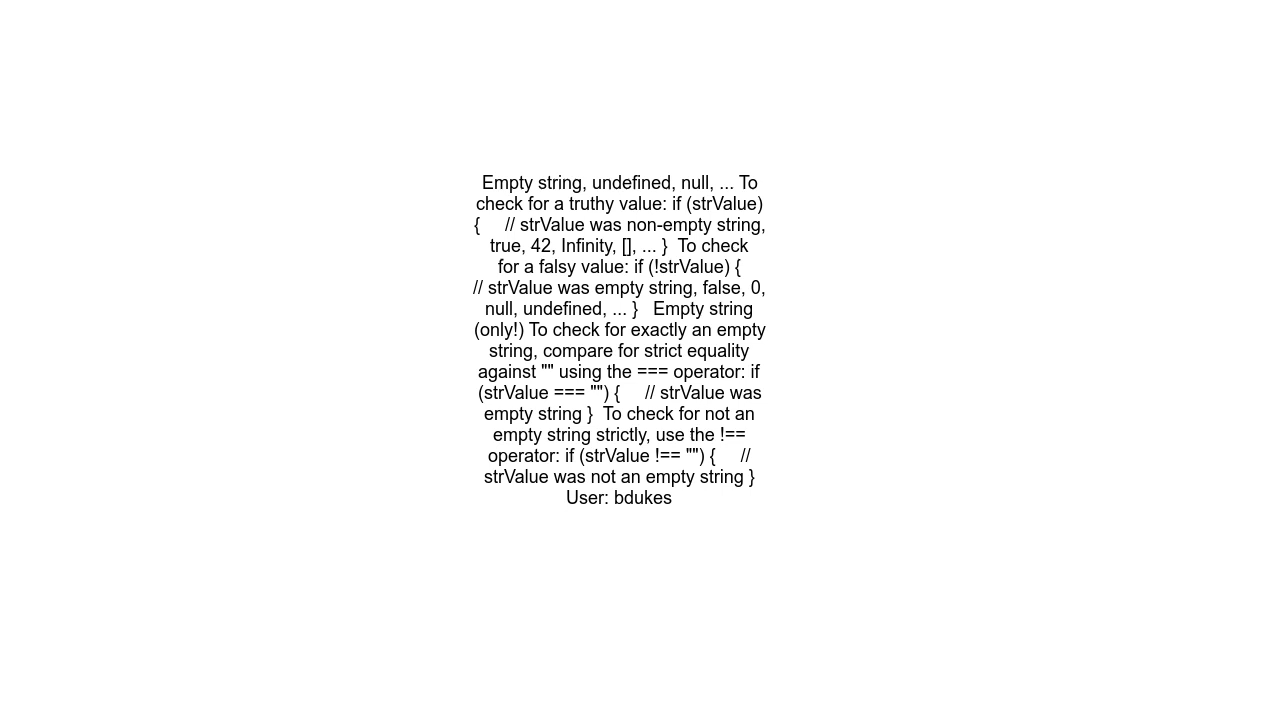 Empty string, undefined, null, ... To
check for a truthy value: if (strValue)
{     // strValue was non-empty string,
true, 42, Infinity, [], ... }  To check
for a falsy value: if (!strValue) {
// strValue was empty string, false, 0,
null, undefined, ... }   Empty string
(only!) To check for exactly an empty
string, compare for strict equality
against "" using the === operator: if
(strValue === "") {     // strValue was
empty string }  To check for not an
empty string strictly, use the !==
operator: if (strValue !== "") {     //
strValue was not an empty string }
User: bdukes